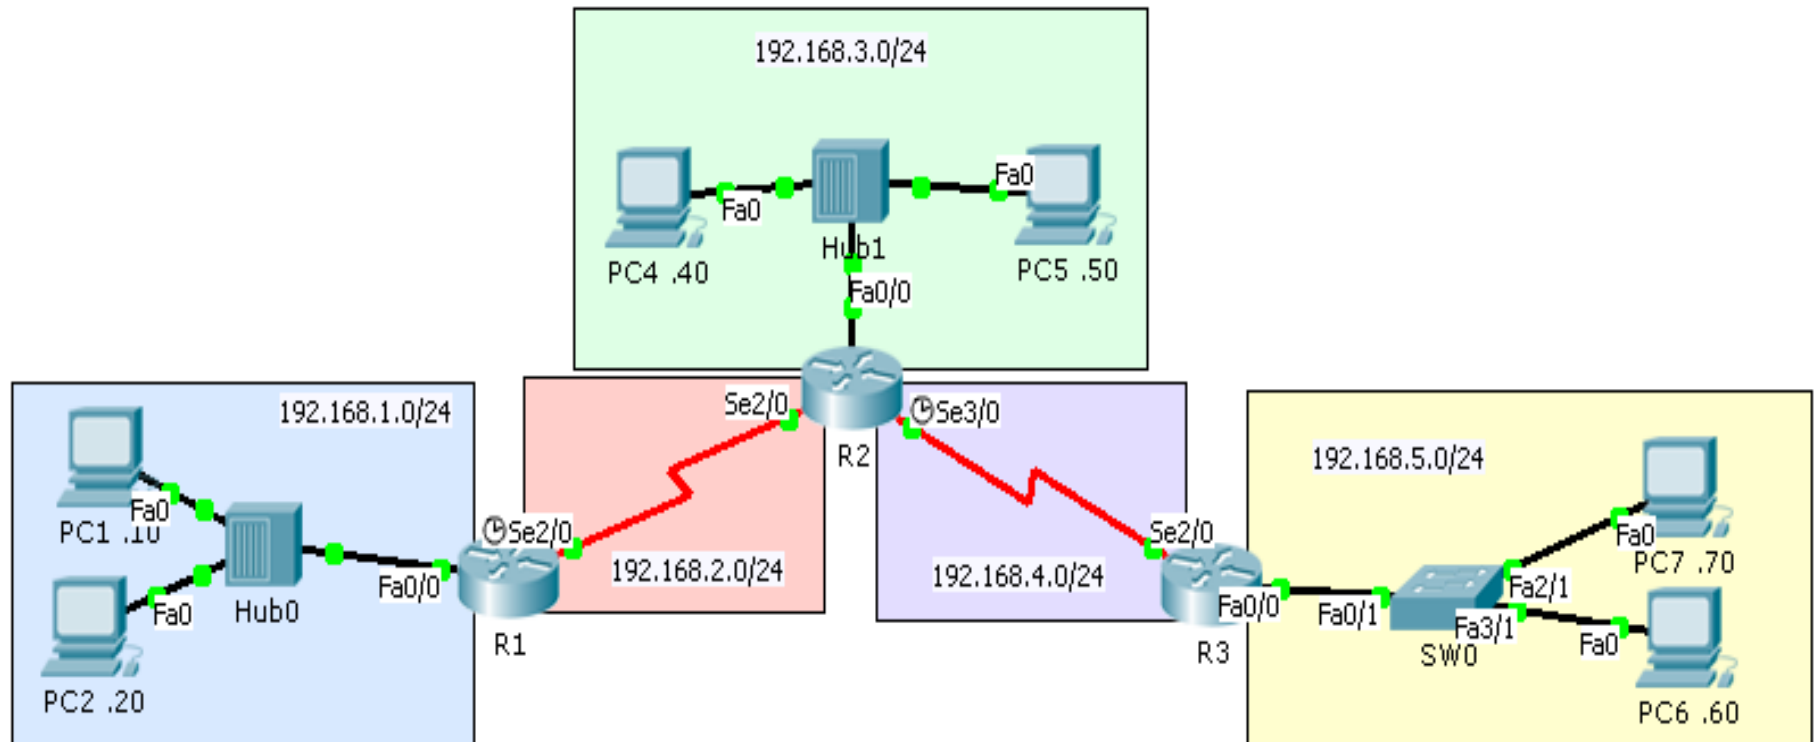 192.168.3.0/24
Fa0
Fa0
Hub1
PC4 .40
PC5 .50
Fa0/0
192.168.1.0/24
Se2/0
Se3/0
R2
192.168.5.0/24
Fa0
PC1 .10
Se2/0
Se2/0
Fa0
PC7 .70
192.168.2.0/24
192.168.4.0/24
Fa0/0
Fa2/1
Fa0
Hub0
Fa0/0
Fa0/1
Fa3/1
Fa0
R1
R3
SW0
PC2 .20
PC6 .60